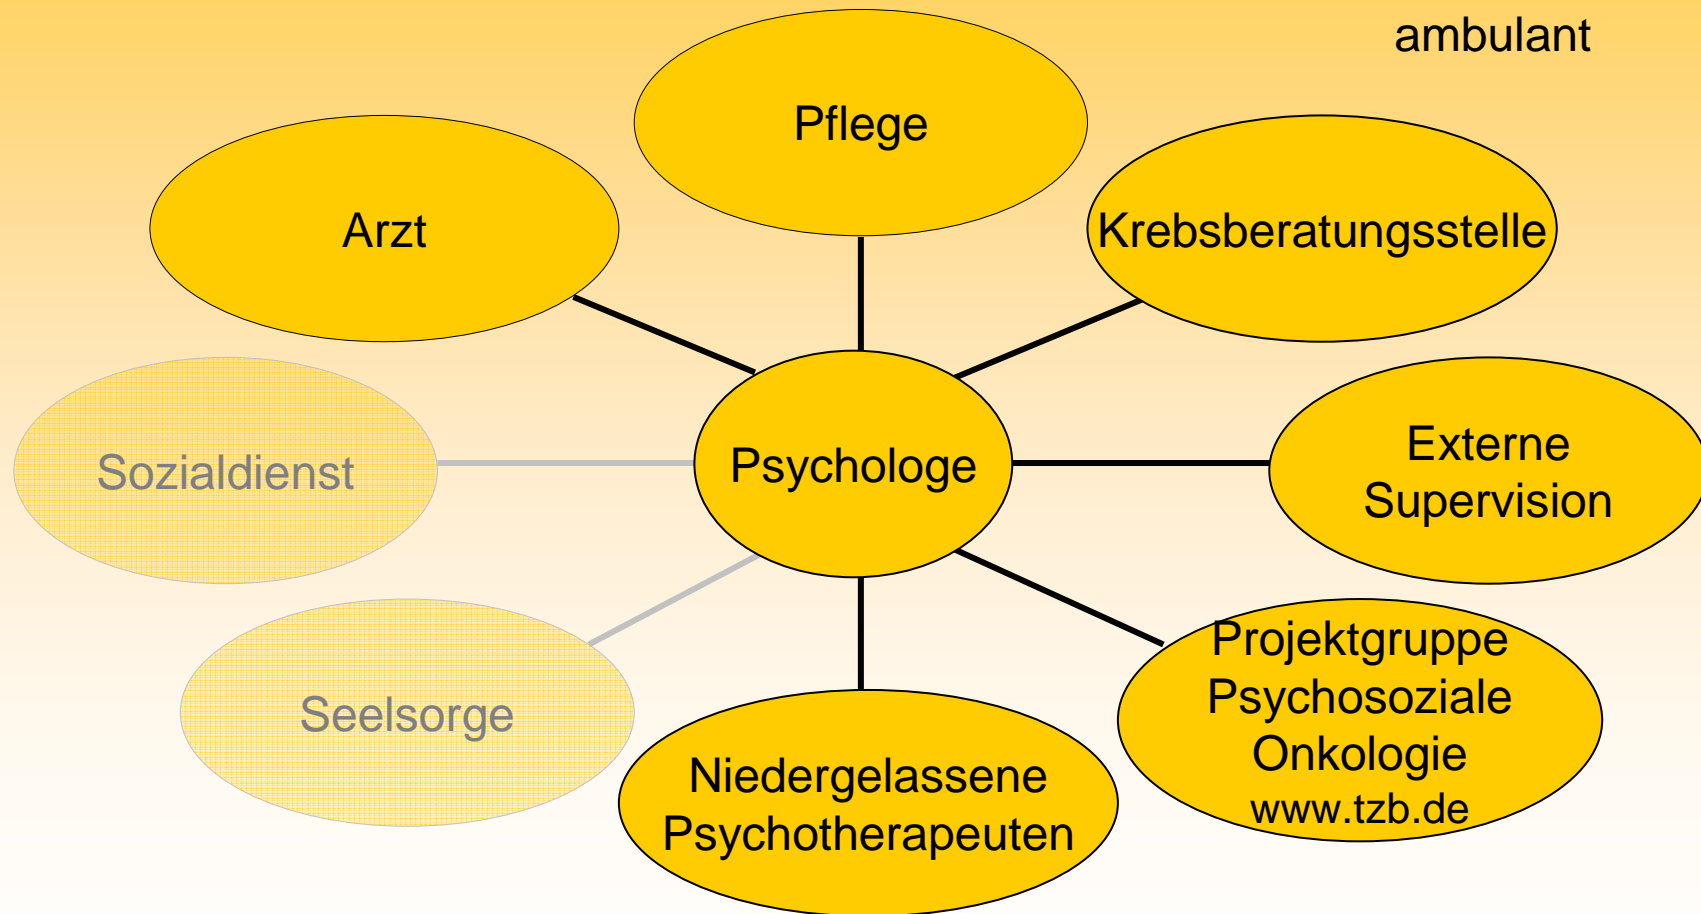 ambulant
Pflege
Arzt
Krebsberatungsstelle
Sozialdienst
Psychologe
Externe
Supervision
Seelsorge
Projektgruppe
Psychosoziale
Onkologie
www.tzb.de
Niedergelassene
Psychotherapeuten